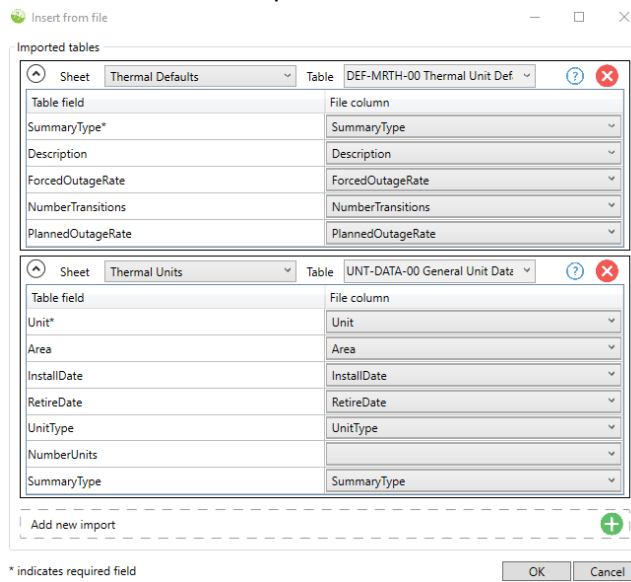 Insert from file
Imported tables
Sheet Thermal Defaults Table DEF-MRTH-00 Thermal Unit Def
Table field File column
SummaryType* SummaryType
Description Description
ForcedOutageRate ForcedOutageRate
NumberTransitions NumberTransitions
PlannedOutageRate PlannedOutageRate
Sheet Thermal Units Table UNT-DATA-00 General Unit Data
Table field File column
Unit* Unit
Area Area
InstallDate InstallDate
RetireDate RetireDate
UnitType UnitType
NumberUnits
SummaryType SummaryType
Add new import
* indicates required field OK Cancel